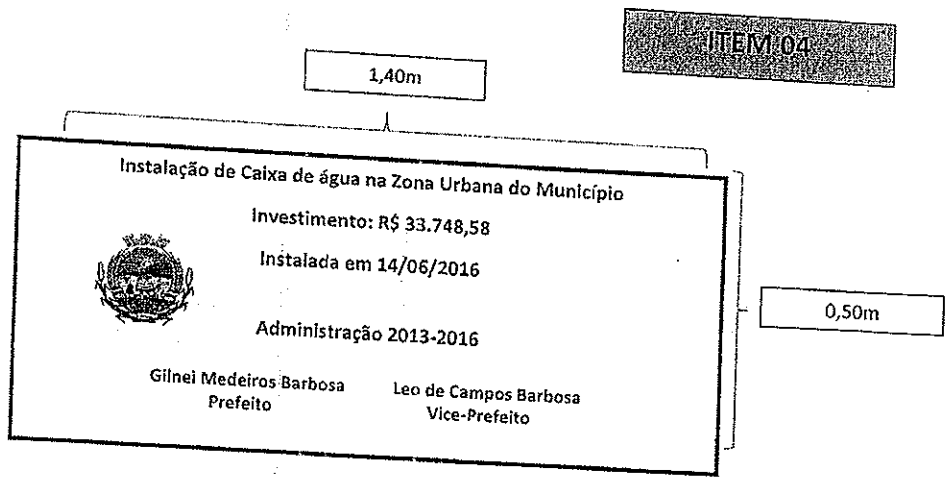 ITEM 04
1,40m
Instalação de Caixa de água na Zona Urbana do Município
Investimento: R$ 33.748,58
Instalada em 14/06/2016
Administração 2013-2016
Gilnei Medeiros Barbosa
Prefeito
Leo de Campos Barbosa
Vice-Prefeito
0,50m